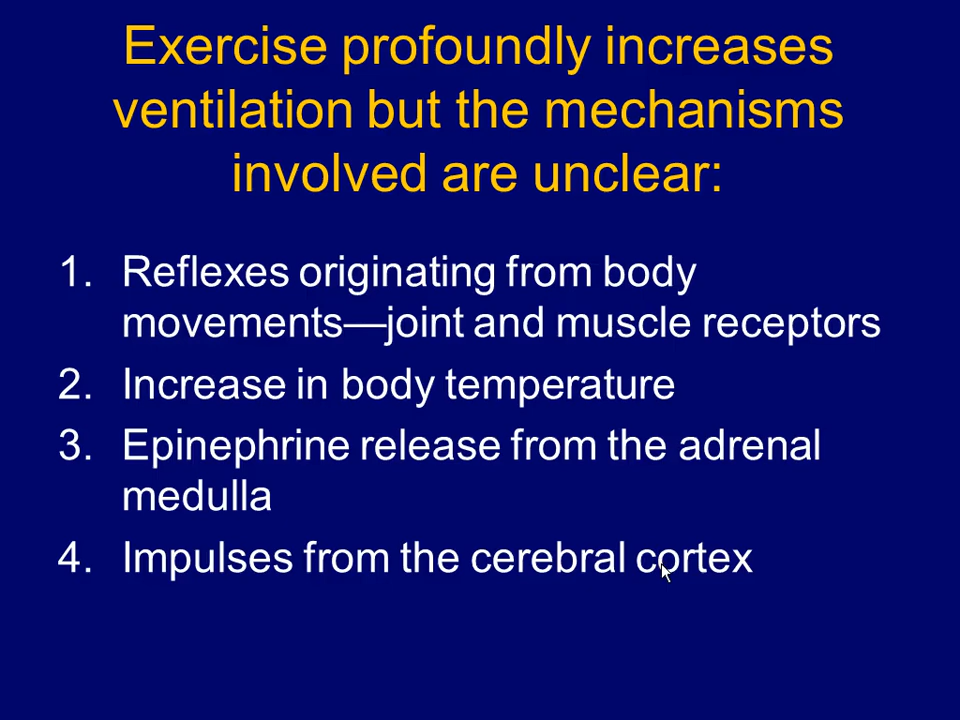 Exercise profoundly increases
ventilation but the mechanisms
involved are unclear:
1. Reflexes originating from body
movements—joint and muscle receptors
2. Increase in body temperature
3. Epinephrine release from the adrenal
medulla
4. Impulses from the cerebral cortex